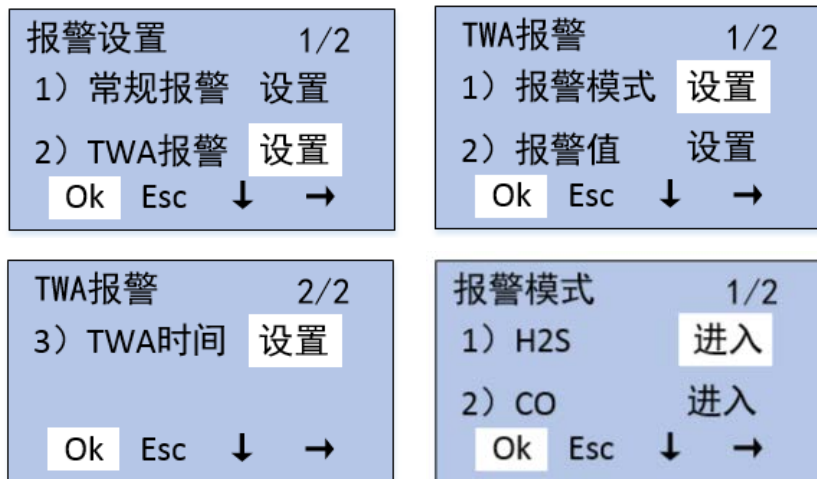 报警设置 1/2
1）常规报警 设置
2）TWA报警 设置
Ok Esc ↓ →
TWA报警 1/2
1）报警模式 设置
2）报警值 设置
Ok Esc ↓ →
TWA报警 2/2
3）TWA时间 设置
Ok Esc ↓ →
报警模式 1/2
1）H2S 进入
2）CO 进入
Ok Esc ↓ →